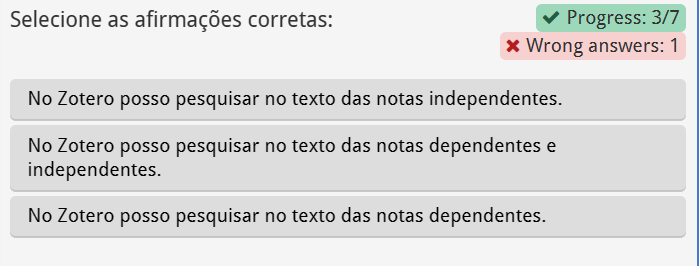 Selecione as afirmações corretas:
Progress: 3/7
Wrong answers: 1
No Zotero posso pesquisar no texto das notas independentes.
No Zotero posso pesquisar no texto das notas dependentes e
independentes.
No Zotero posso pesquisar no texto das notas dependentes.